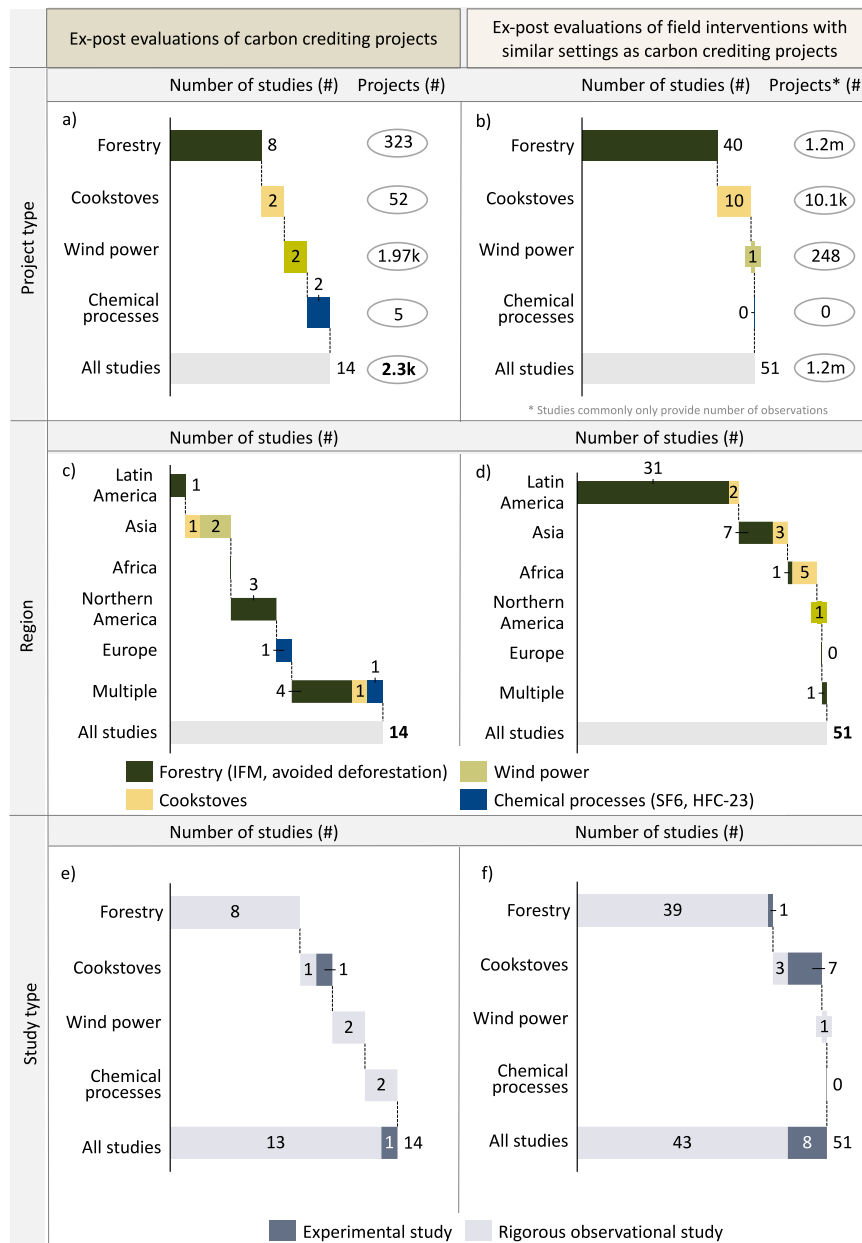 Ex-post evaluations of carbon crediting projects
Ex-post evaluations of field interventions with
similar settings as carbon crediting projects
Project type
Number of studies (#) Projects (#)
Number of studies (#) Projects* (#
a)
Forestry 8 323
Cookstoves 2 52
Wind power 2 1.97k
Chemical
processes 2 5
All studies 14 2.3k
b)
Forestry 40 1.2m
Cookstoves 10 10.1k
Wind power 1 248
Chemical
processes 0 0
All studies 51 1.2m
* Studies commonly only provide number of observations
Region
Number of studies (#)
Number of studies (#)
c)
Latin
America 1
Asia 1 2
Africa
Northern
America 3
Europe 1
Multiple 4 1 1
All studies 14
d)
Latin
America 31 2
Asia 7 3
Africa 1 5
Northern
America 1
Europe 0
Multiple 1
All studies 51
Forestry (IFM, avoided deforestation)
Wind power
Cookstoves
Chemical processes (SF6, HFC-23)
Study type
Number of studies (#)
Number of studies (#)
e)
Forestry 8
Cookstoves 1 1
Wind power 2
Chemical
processes 2
All studies 13 1 14
f)
Forestry 39 1
Cookstoves 3 7
Wind power 1
Chemical
processes 0
All studies 43 8 51
Experimental study
Rigorous observational study